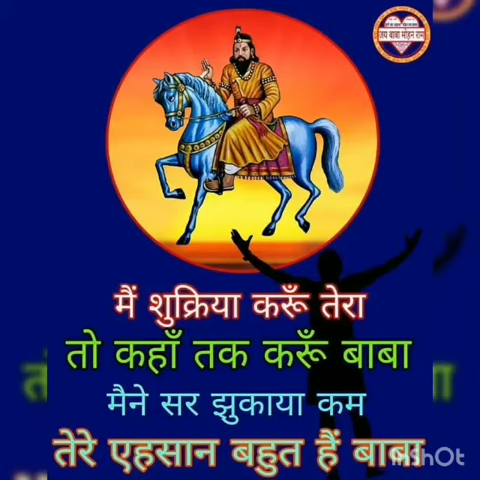 जय बाबा मोहन राम
मैं शुक्रिया करूँ तेरा
तो कहाँ तक करूँ बाबा
मैने सर झुकाया कम
तेरे एहसान बहुत हैं बाबा
InShOt